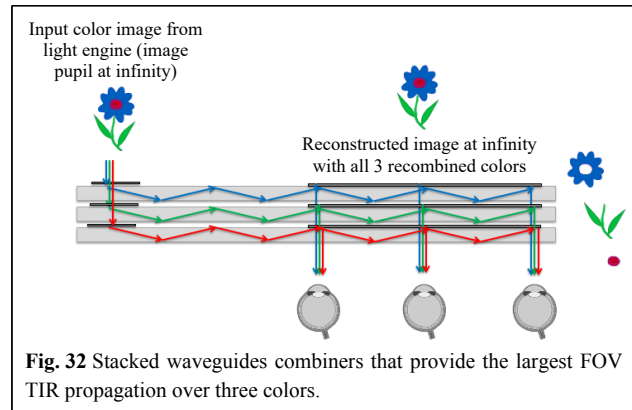 Input color image from
light engine (image
pupil at infinity)
Reconstructed image at infinity
with all 3 recombined colors
Fig. 32 Stacked waveguides combiners that provide the largest FOV
TIR propagation over three colors.